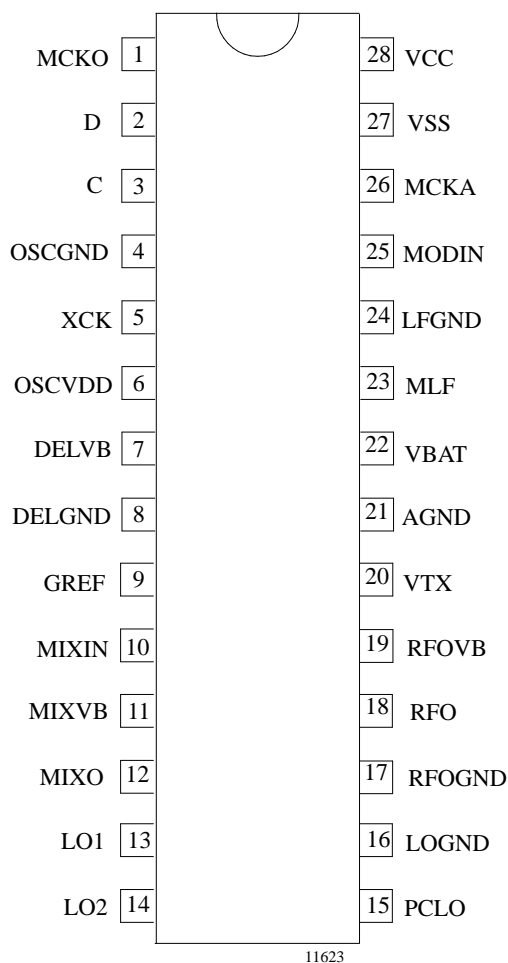 MCKO 1 28 VCC
D 2 27 VSS
C 3 26 MCKA
OSCGND 4 25 MODIN
XCK 5 24 LFGND
OSCVDD 6 23 MLF
DELVB 7 22 VBAT
DELGND 8 21 AGND
GREF 9 20 VTX
MIXIN 10 19 RFOVB
MIXVB 11 18 RFO
MIXO 12 17 RFOGND
LO1 13 16 LOGND
LO2 14 15 PCLO
11623